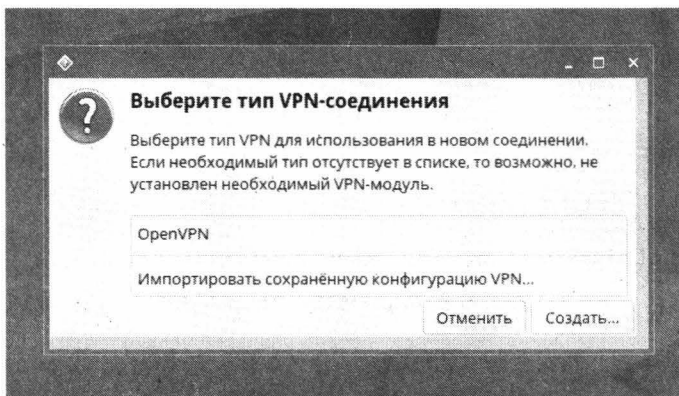 Выберите тип VPN-соединения
Выберите тип VPN для использования в новом соединении.
Если необходимый тип отсутствует в списке, то возможно, не
установлен необходимый VPN-модуль.
OpenVPN
Импортировать сохранённую конфигурацию VPN...
Отменить
Создать...